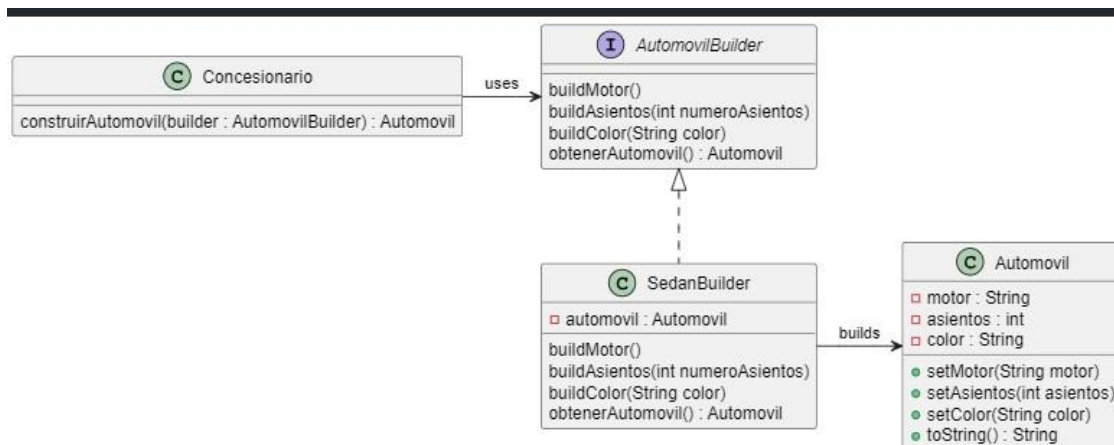 C Concesionario
construirAutomovil(builder : AutomovilBuilder) : Automovil
uses
I AutomovilBuilder
buildMotor()
buildAsientos(int numeroAsientos)
buildColor(String color)
obtenerAutomovil() : Automovil
C SedanBuilder
automovil : Automovil
buildMotor()
buildAsientos(int numeroAsientos)
buildColor(String color)
obtenerAutomovil() : Automovil
builds
C Automovil
motor : String
asientos : int
color : String
setMotor(String motor)
setAsientos(int asientos)
setColor(String color)
toString() : String